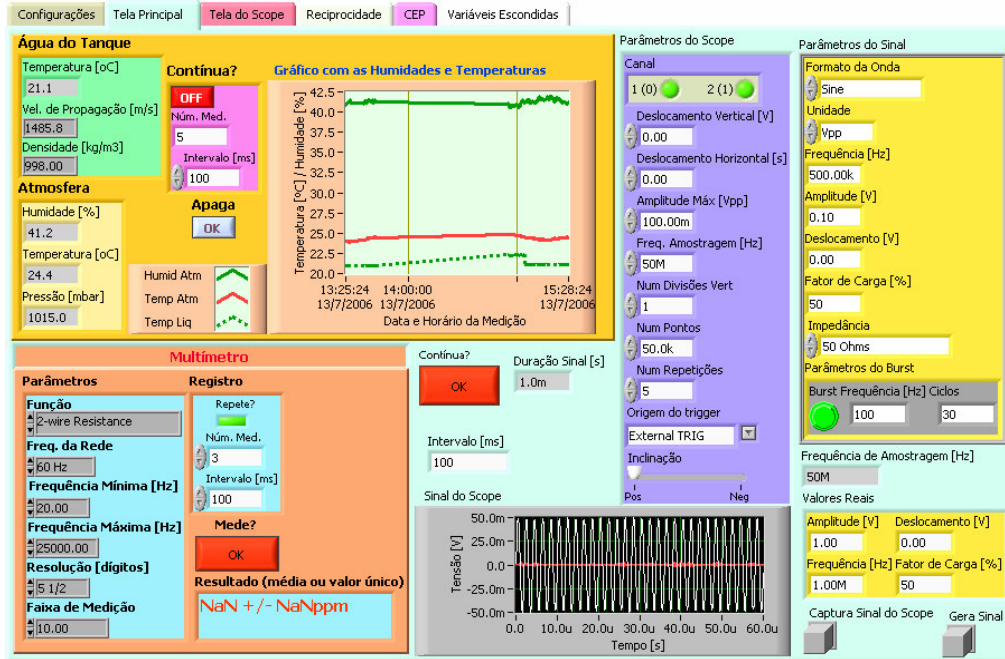 Configurações
Tela Principal
Tela do Scope
Reciprocidade
CEP
Variáveis Escondidas
Água do Tanque
Temperatura [oC]
21.1
Vel. de Propagação [m/s]
1485.8
Densidade [kg/m3]
998.00
Atmosfera
Humidade [%]
41.2
Temperatura [oC]
24.4
Pressão [mbar]
1015.0
Contínua?
OFF
Núm. Med.
5
Intervalo [ms]
100
Apaga
OK
Humid Atm
Temp Atm
Temp Liq
Gráfico com as Humidades e Temperaturas
Temperatura [ºC] / Humidade [%]
42.5
40.0
37.5
35.0
32.5
30.0
27.5
25.0
22.5
20.0
13:25:24 14:00:00 15:28:24
13/7/2006 13/7/2006 13/7/2006
Data e Horário da Medição
Multímetro
Parâmetros
Função
2-wire Resistance
Freq. da Rede
60 Hz
Frequência Mínima [Hz]
20.00
Frequência Máxima [Hz]
25000.00
Resolução [dígitos]
5 1/2
Faixa de Medição
10.00
Registro
Repete?
Núm. Med.
3
Intervalo [ms]
100
Mede?
OK
Resultado (média ou valor único)
NaN +/- NaNppm
Contínua?
OK
Duração Sinal [s]
1.0m
Intervalo [ms]
100
Sinal do Scope
Tensão [V]
50.0m
25.0m
0.0
-25.0m
-50.0m
0.0 10.0u 20.0u 30.0u 40.0u 50.0u 60.0u
Tempo [s]
Parâmetros do Scope
Canal
1 (0) 2 (1)
Deslocamento Vertical [V]
0.00
Deslocamento Horizontal [s]
0.00
Amplitude Máx [Vpp]
100.00m
Freq. Amostragem [Hz]
50M
Num Divisões Vert
1
Num Pontos
50.0k
Num Repetições
5
Origem do trigger
External TRIG
Inclinação
Pos Neg
Parâmetros do Sinal
Formato da Onda
Sine
Unidade
Vpp
Frequência [Hz]
500.00k
Amplitude [V]
0.10
Deslocamento [V]
0.00
Fator de Carga [%]
50
Impedância
50 Ohms
Parâmetros do Burst
Burst Frequência [Hz] Ciclos
100 30
Frequência de Amostragem [Hz]
50M
Valores Reais
Amplitude [V] Deslocamento [V]
1.00 0.00
Frequência [Hz] Fator de Carga [%]
1.00M 50
Captura Sinal do Scope
Gera Sinal